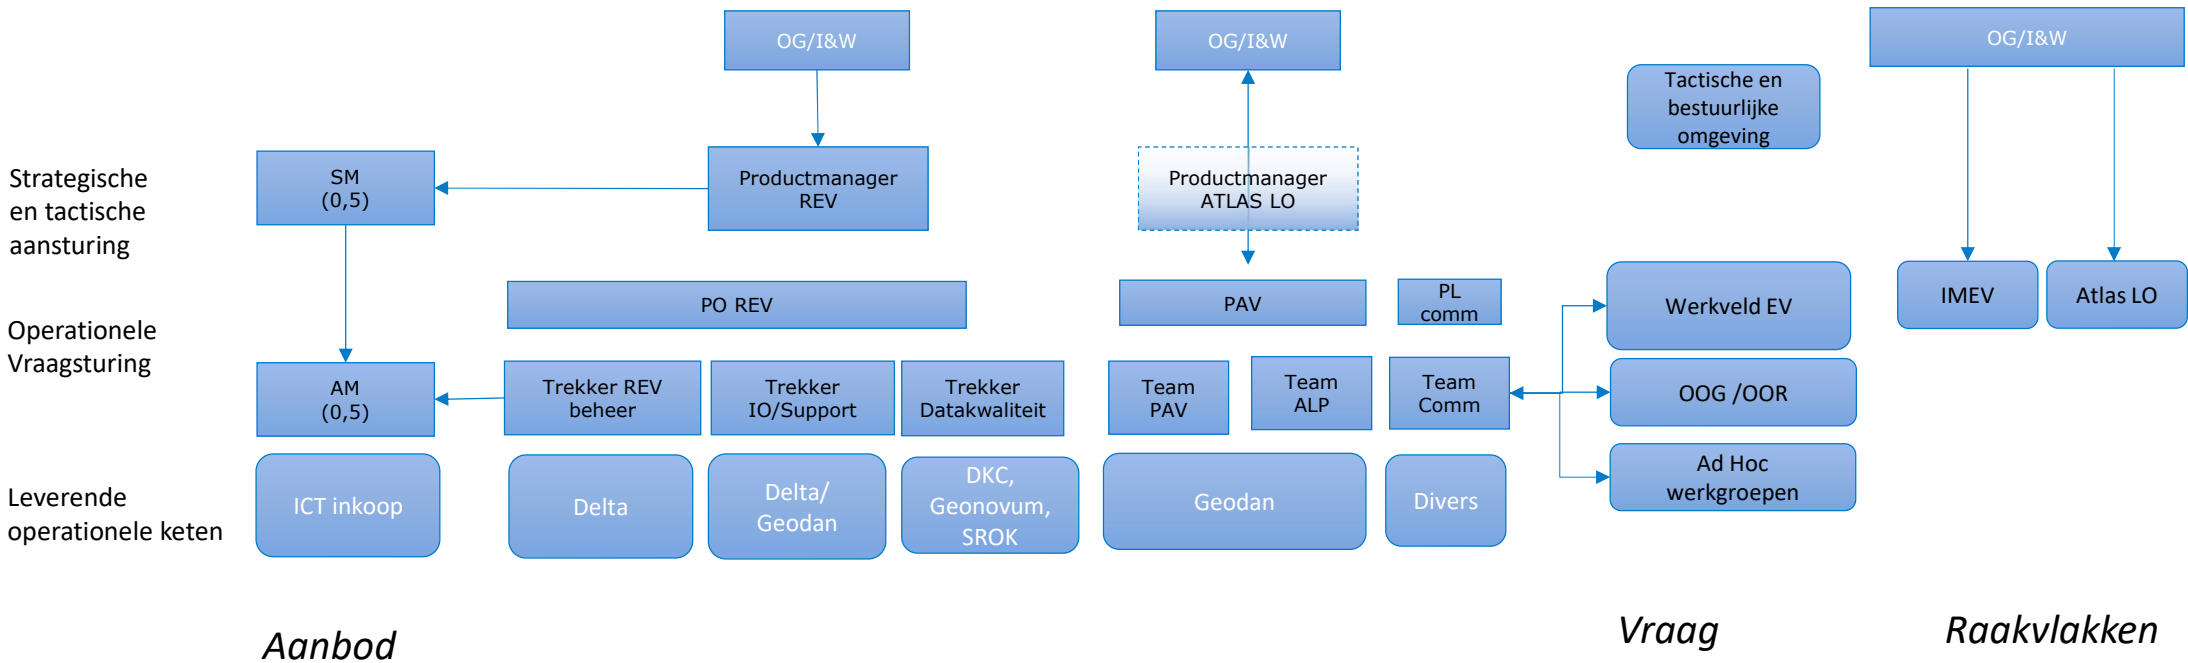 OG/I&W
OG/I&W
OG/I&W
Tactische en
bestuurlijke
omgeving
Strategische
en tactische
aansturing
SM
(0,5)
Productmanager
REV
Productmanager
ATLAS LO
Operationele
Vraagsturing
PO REV
PAV
PL
comm
Werkveld EV
IMEV
Atlas LO
AM
(0,5)
Trekker REV
beheer
Trekker
IO/Support
Trekker
Datakwaliteit
Team
PAV
Team
ALP
Team
Comm
OOG /OOR
Leverende
operationele keten
ICT inkoop
Delta
Delta/
Geodan
DKC,
Geonovum,
SROK
Geodan
Divers
Ad Hoc
werkgroepen
Aanbod
Vraag
Raakvlakken